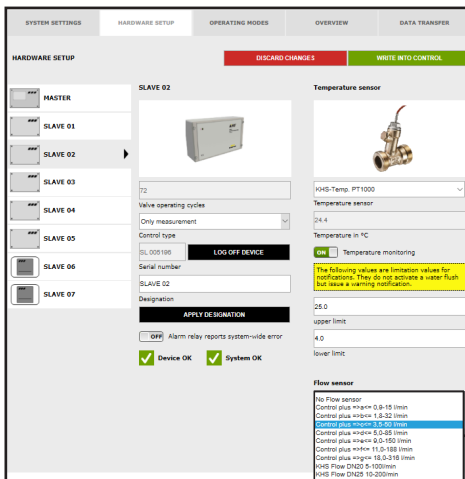 SYSTEM SETTINGS
HARDWARE SETUP
OPERATING MODES
OVERVIEW
DATA TRANSFER
HARDWARE SETUP
DISCARD CHANGES
WRITE INTO CONTROL
MASTER
SLAVE 01
SLAVE 02
SLAVE 03
SLAVE 04
SLAVE 05
SLAVE 06
SLAVE 07
SLAVE 02
72
Valve operating cycles
Only measurement
Control type
SL 005198
LOG OFF DEVICE
Serial number
SLAVE 02
Designation
APPLY DESIGNATION
OFF
Alarm relay reports system-wide error
Device OK
System OK
Temperature sensor
KHS-Temp. PT1000
Temperature sensor
24.4
Temperature in °C
ON
Temperature monitoring
The following values are limitation values for
notifications. They do not activate a water flush
but issue a warning notification.
25.0
upper limit
4.0
lower limit
Flow sensor
No Flow sensor
Control plus =>a<= 0,9-15 l/min
Control plus =>b<= 1,8-32 l/min
Control plus =>c<= 3,5-50 l/min
Control plus =>d<= 5,0-85 l/min
Control plus =>e<= 9,0-150 l/min
Control plus =>f<= 11,0-188 l/min
Control plus =>g<= 18,0-316 l/min
KHS Flow DN20 5-100l/min
KHS Flow DN25 10-200l/min